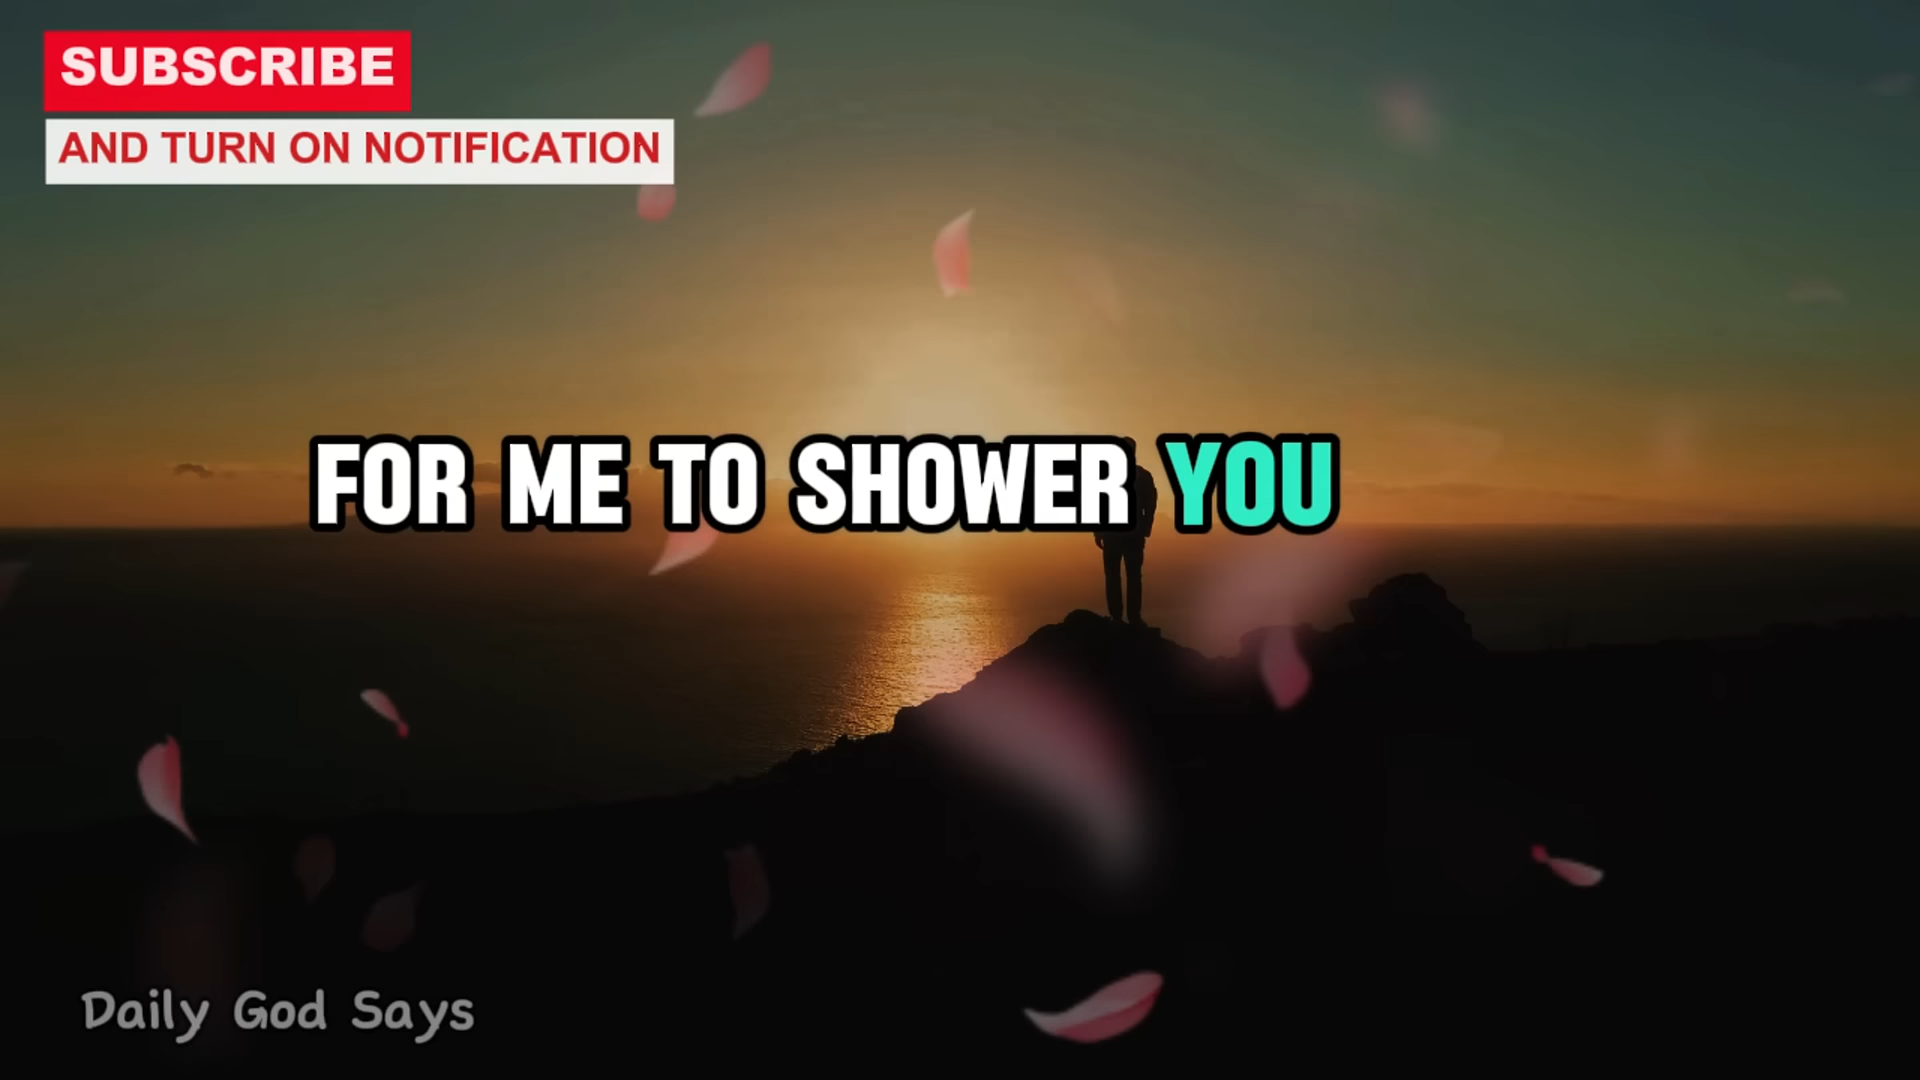 SUBSCRIBE
AND TURN ON NOTIFICATION
FOR ME TO SHOWER YOU
Daily God Says